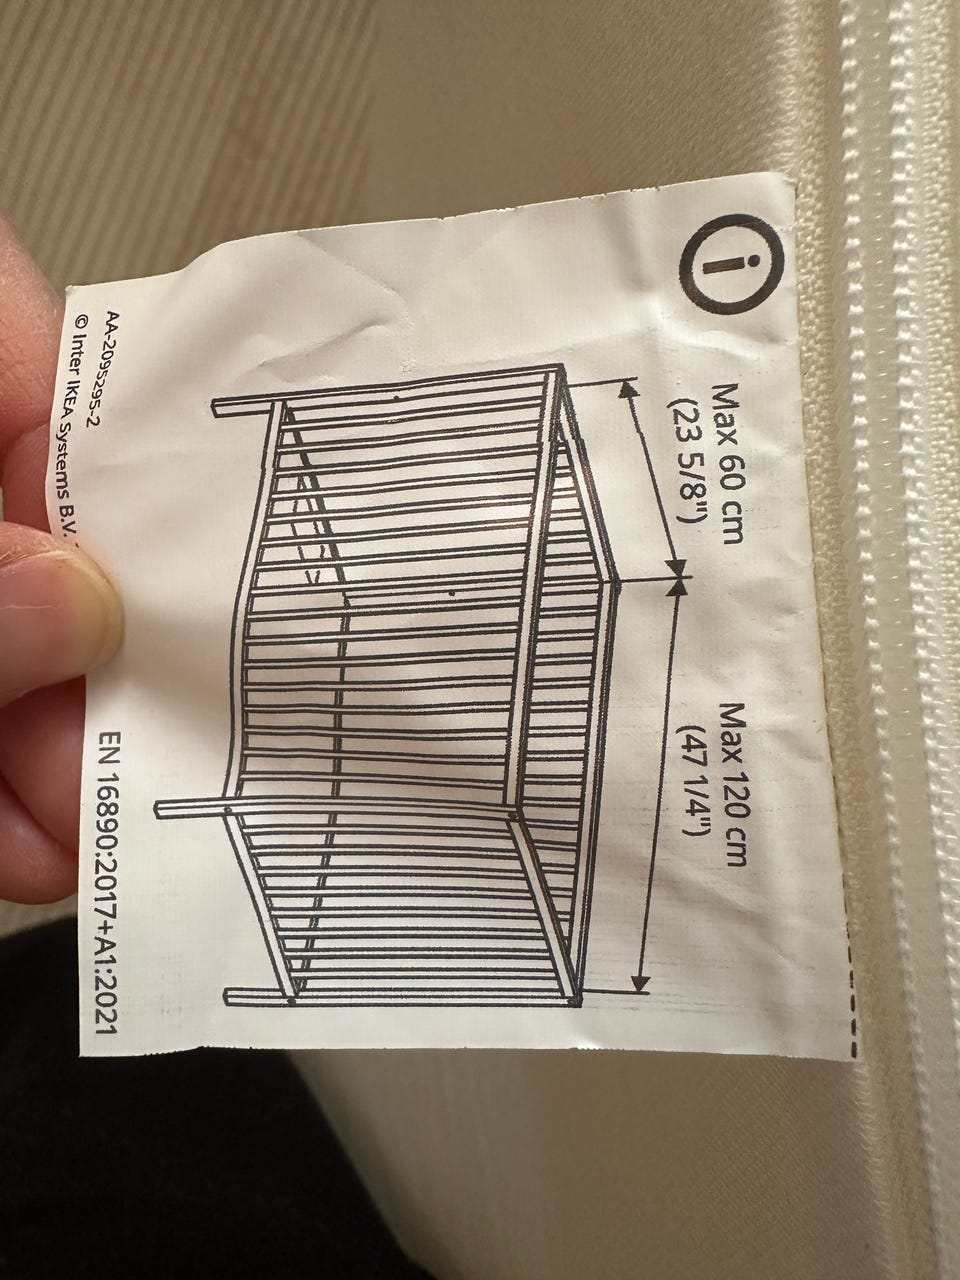 i
Max 60 cm
(23 5/8")
Max 120 cm
(47 1/4")
AA-2095295-2
© Inter IKEA Systems B.V.
EN 16890:2017+A1:2021